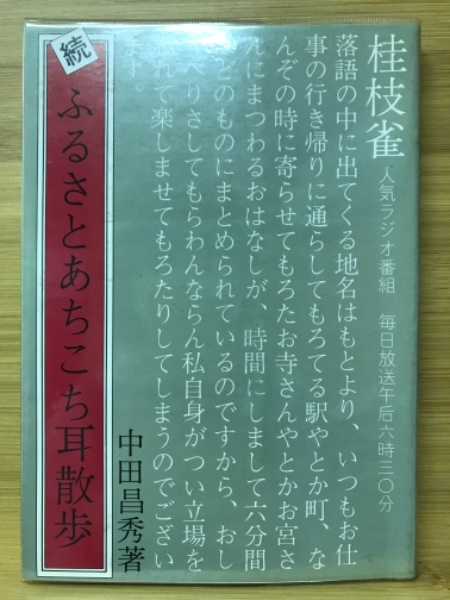 桂枝雀
人気ラジオ番組 毎日放送午后六時三〇分
落語の中に出てくる地名はもとより、いつもお仕
事の行き帰りに通らしてもろてる駅やとか町、な
んぞの時に寄らせてもろたお寺さんやとかお宮さ
んにまつわるおはなしが、時間にしまして六分間
ほどのものにまとめられているのですから、おし
ゃべりさしてもらわんならん私自身がつい立場を
れて楽しませてもろたりしてしまうのでござい
ます。
続
ふるさとあちこち耳散歩
中田昌秀著